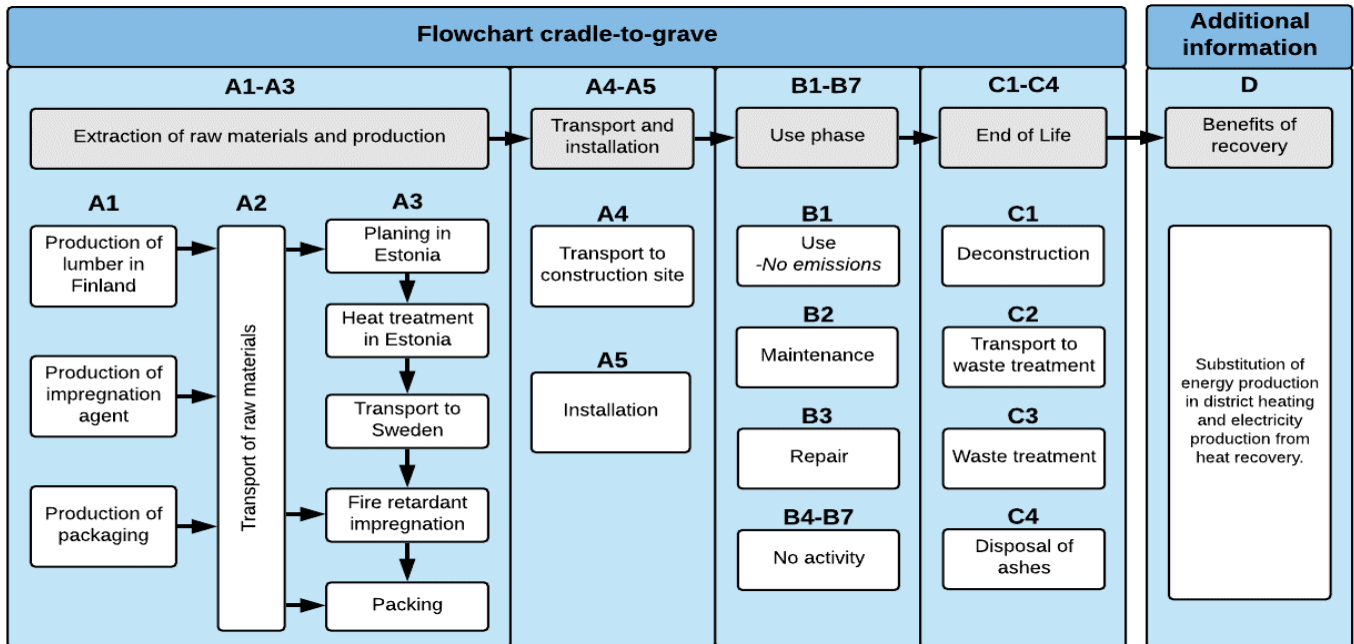 Flowchart cradle-to-grave
Additional
information
A1-A3
Extraction of raw materials and production
A1
Production of
lumber in
Finland
Production of
impregnation
agent
Production of
packaging
A2
Transport of raw materials
A3
Planing in
Estonia
Heat treatment
in Estonia
Transport to
Sweden
Fire retardant
impregnation
Packing
A4-A5
Transport and
installation
A4
Transport to
construction site
A5
Installation
B1-B7
Use phase
B1
Use
-No emissions
B2
Maintenance
B3
Repair
B4-B7
No activity
C1-C4
End of Life
C1
Deconstruction
C2
Transport to
waste treatment
C3
Waste treatment
C4
Disposal of
ashes
D
Benefits of
recovery
Substitution of
energy production
in district heating
and electricity
production from
heat recovery.